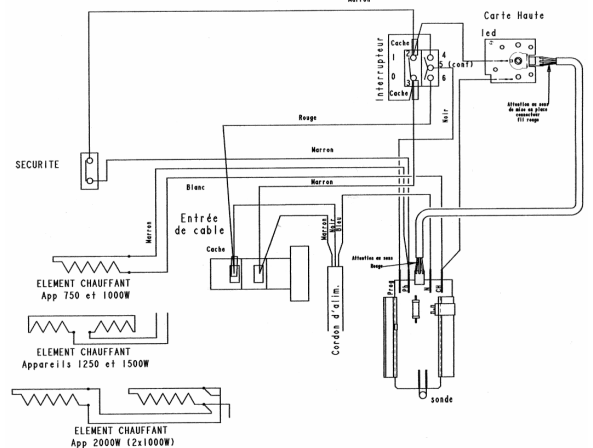 Marron
Carte Haute
led
Cache
Interrupteur
I
O
2
3
4
5 (conf)
6
Cache
Attention au sens
de mise en place
connecteur
fil rouge
Rouge
Noir
SECURITE
Marron
Blanc
Marron
Marron
Entrée
de cable
Cache
Marron
Noir
Bleu
Attention au sens
Rouge
ELEMENT CHAUFFANT
App 750 et 1000W
Cordon d'alim.
Prog
Ph
N
CH
ELEMENT CHAUFFANT
Appareils 1250 et 1500W
sonde
ELEMENT CHAUFFANT
App 2000W (2x1000W)